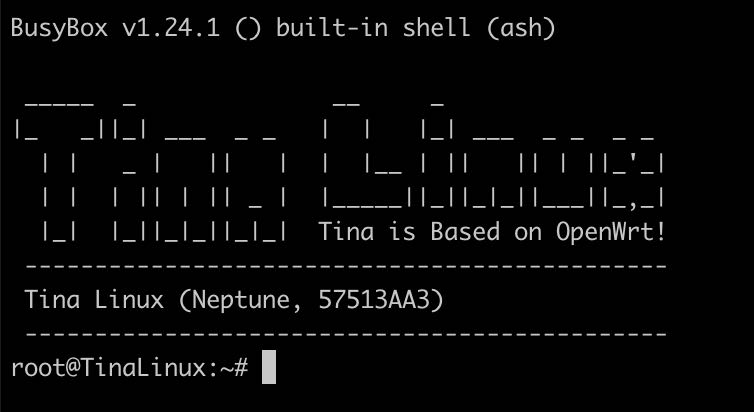 BusyBox v1.24.1 () built-in shell (ash)
 _____  _              __     _
|_   _||_| ___  _ _   |  |   |_| ___  _ _  _ _
  | |   _ |   ||   |  |  |__ | ||   || | ||_'_|
  | |  | || | || _ |  |_____||_||_|_||___||_,_|
  |_|  |_||_|_||_|_|  Tina is Based on OpenWrt!
 ----------------------------------------------
 Tina Linux (Neptune, 57513AA3)
 ----------------------------------------------
root@TinaLinux:~#